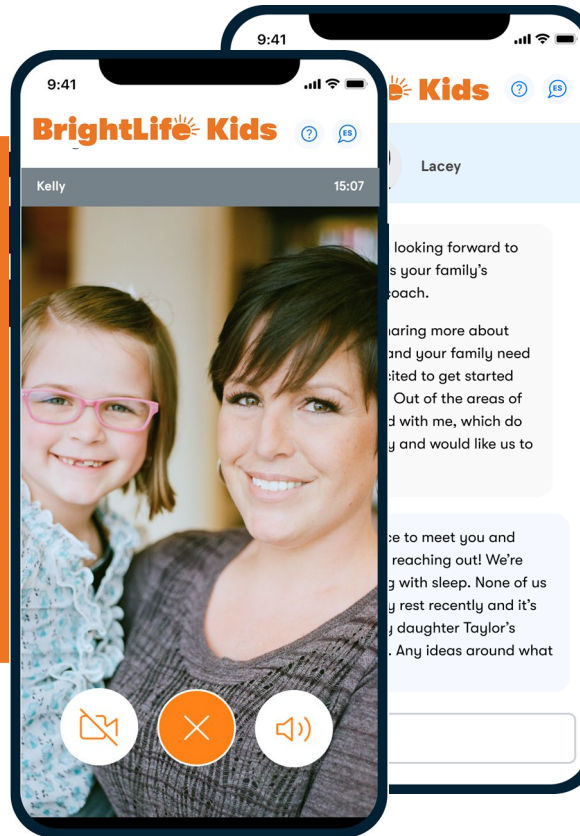 9:41
BrightLife Kids
ES
Kelly
15:07
9:41
Kids
ES
Lacey
looking forward to
s your family's
coach.
haring more about
and your family need
cited to get started
Out of the areas of
d with me, which do
y and would like us to
ce to meet you and
reaching out! We're
g with sleep. None of us
y rest recently and it's
y daughter Taylor's
. Any ideas around what